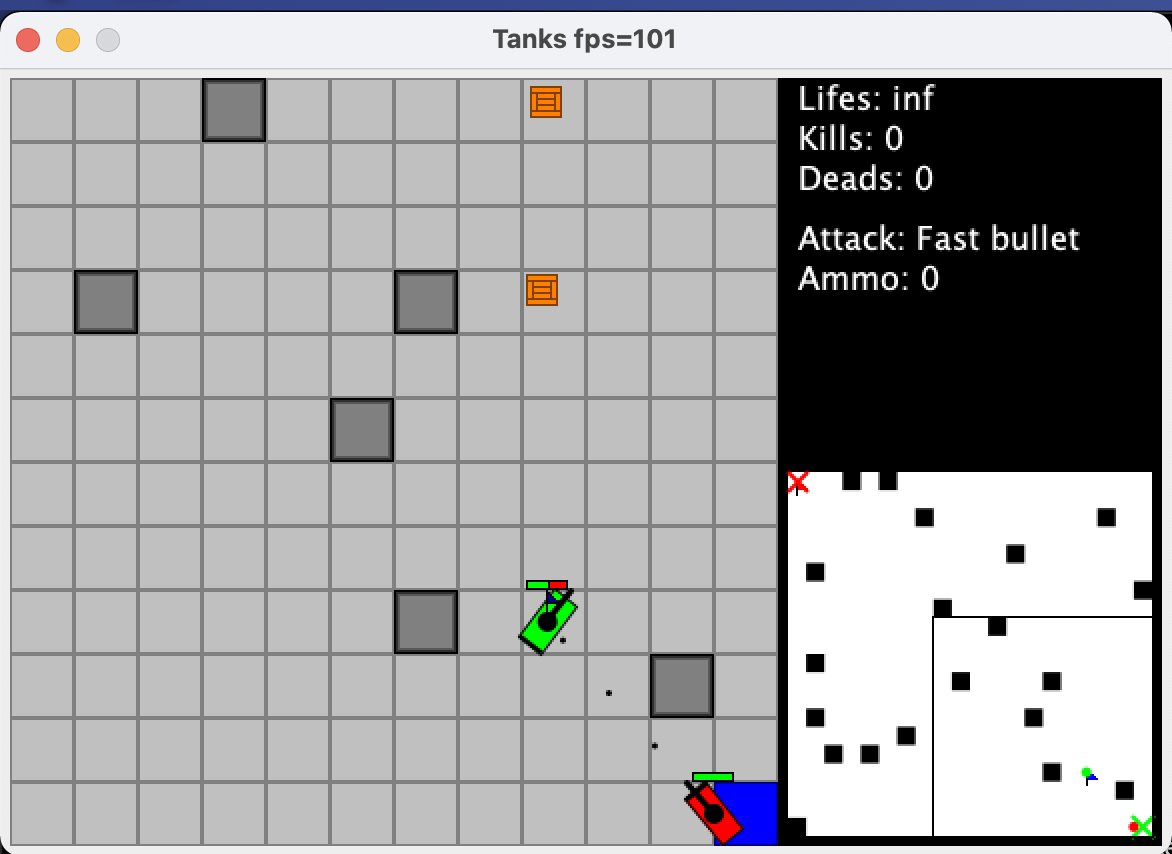 Tanks fps=101
Lifes: inf
Kills: 0
Deads: 0
Attack: Fast bullet
Ammo: 0